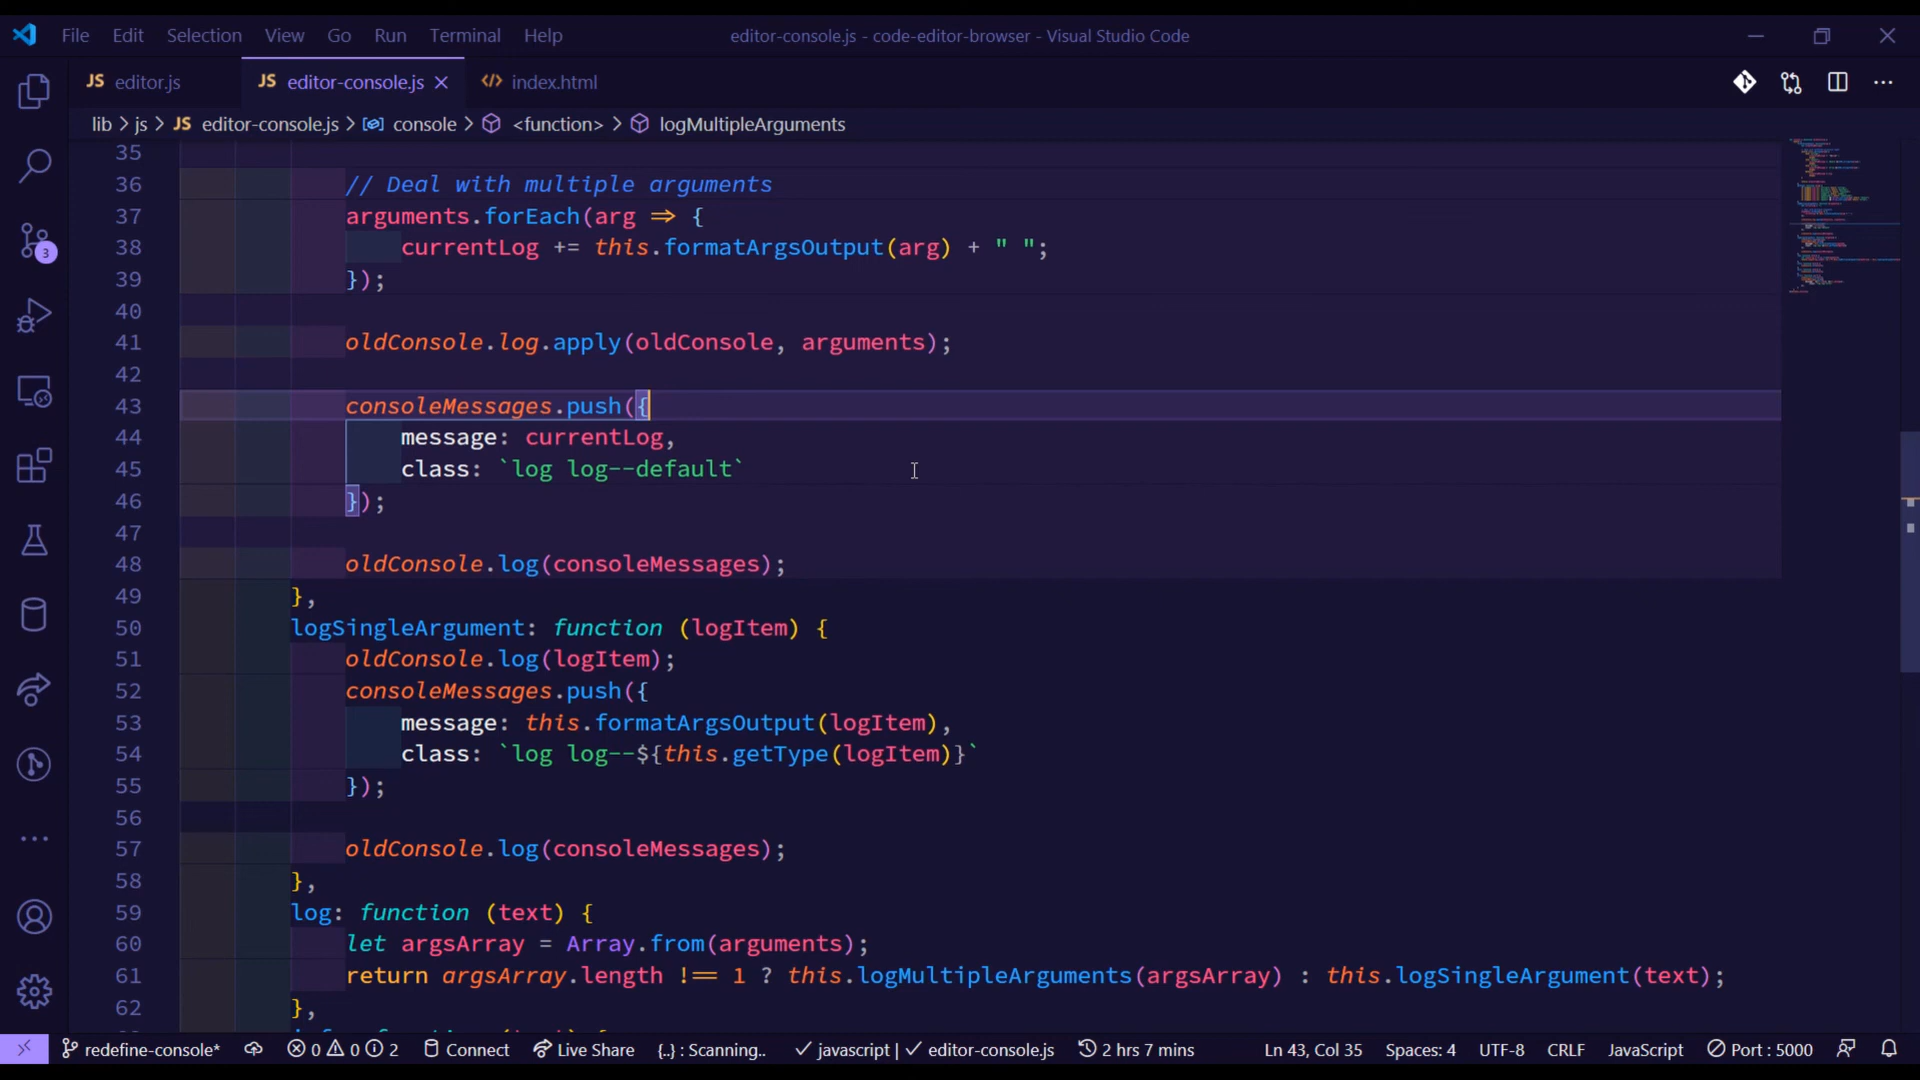 File Edit Selection View Go Run Terminal Help editor-console.js - code-editor-browser - Visual Studio Code
JS editor.js JS editor-console.js index.html
lib > js > JS editor-console.js > console > <function> > logMultipleArguments
35
36 // Deal with multiple arguments
37 arguments.forEach(arg => {
38 currentLog += this.formatArgsOutput(arg) + " ";
39 });
40
41 oldConsole.log.apply(oldConsole, arguments);
42
43 consoleMessages.push({
44 message: currentLog,
45 class: `log log--default`
46 });
47
48 oldConsole.log(consoleMessages);
49 },
50 logSingleArgument: function (logItem) {
51 oldConsole.log(logItem);
52 consoleMessages.push({
53 message: this.formatArgsOutput(logItem),
54 class: `log log--${this.getType(logItem)}`
55 });
56
57 oldConsole.log(consoleMessages);
58 },
59 log: function (text) {
60 let argsArray = Array.from(arguments);
61 return argsArray.length !== 1 ? this.logMultipleArguments(argsArray) : this.logSingleArgument(text);
62 },
3
redefine-console* 0 0 2 Connect Live Share {..} : Scanning.. ✓ javascript | ✓ editor-console.js 2 hrs 7 mins Ln 43, Col 35 Spaces: 4 UTF-8 CRLF JavaScript Port : 5000